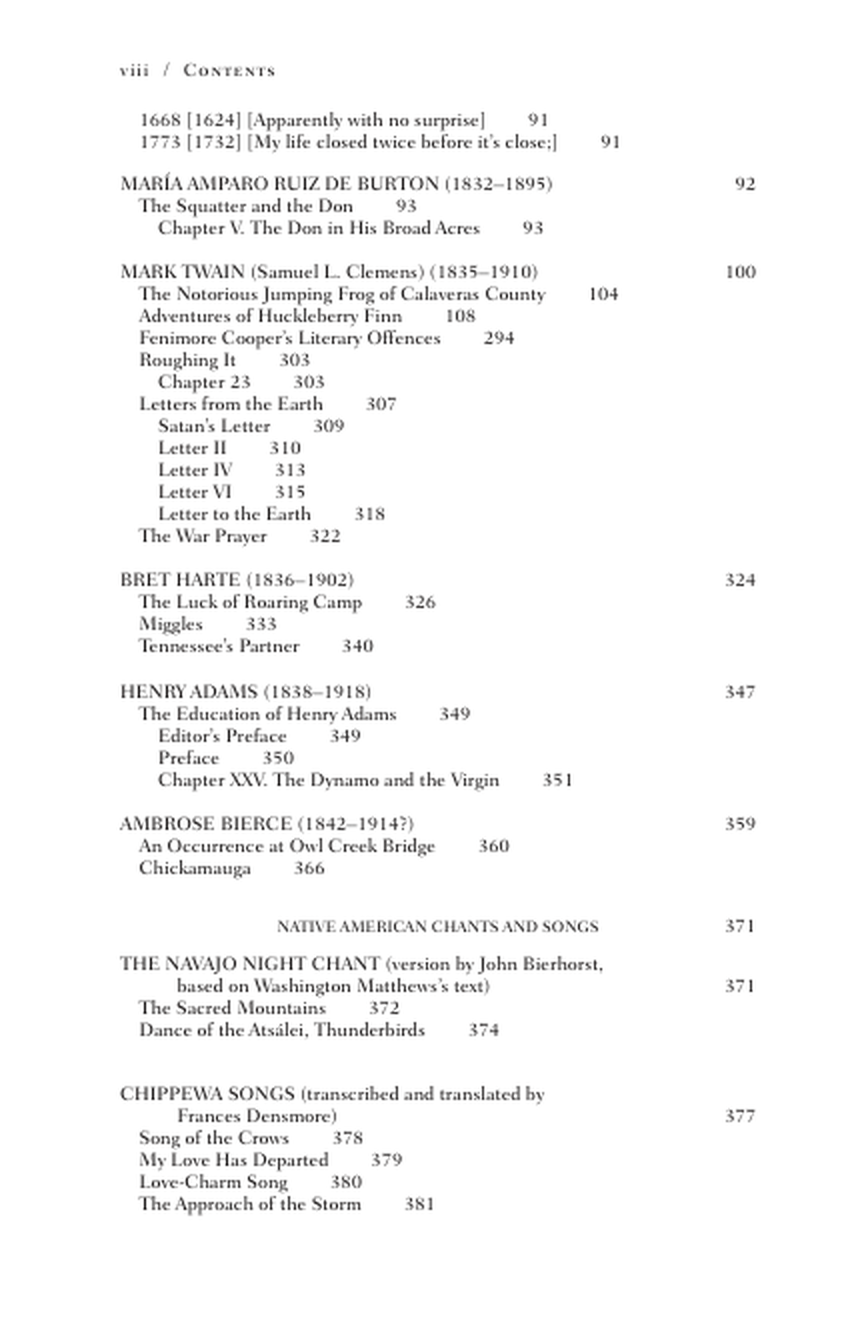 viii / Contents
1668 [1624] [Apparently with no surprise] 91
1773 [1732] [My life closed twice before it's close;] 91
MARÍA AMPARO RUIZ DE BURTON (1832–1895) 92
The Squatter and the Don 93
Chapter V. The Don in His Broad Acres 93
MARK TWAIN (Samuel L. Clemens) (1835–1910) 100
The Notorious Jumping Frog of Calaveras County 104
Adventures of Huckleberry Finn 108
Fenimore Cooper's Literary Offences 294
Roughing It 303
Chapter 23 303
Letters from the Earth 307
Satan's Letter 309
Letter II 310
Letter IV 313
Letter VI 315
Letter to the Earth 318
The War Prayer 322
BRET HARTE (1836–1902) 324
The Luck of Roaring Camp 326
Miggles 333
Tennessee's Partner 340
HENRY ADAMS (1838–1918) 347
The Education of Henry Adams 349
Editor's Preface 349
Preface 350
Chapter XXV. The Dynamo and the Virgin 351
AMBROSE BIERCE (1842–1914?) 359
An Occurrence at Owl Creek Bridge 360
Chickamauga 366
NATIVE AMERICAN CHANTS AND SONGS 371
THE NAVAJO NIGHT CHANT (version by John Bierhorst,
based on Washington Matthews's text) 371
The Sacred Mountains 372
Dance of the Atsálei, Thunderbirds 374
CHIPPEWA SONGS (transcribed and translated by
Frances Densmore) 377
Song of the Crows 378
My Love Has Departed 379
Love-Charm Song 380
The Approach of the Storm 381